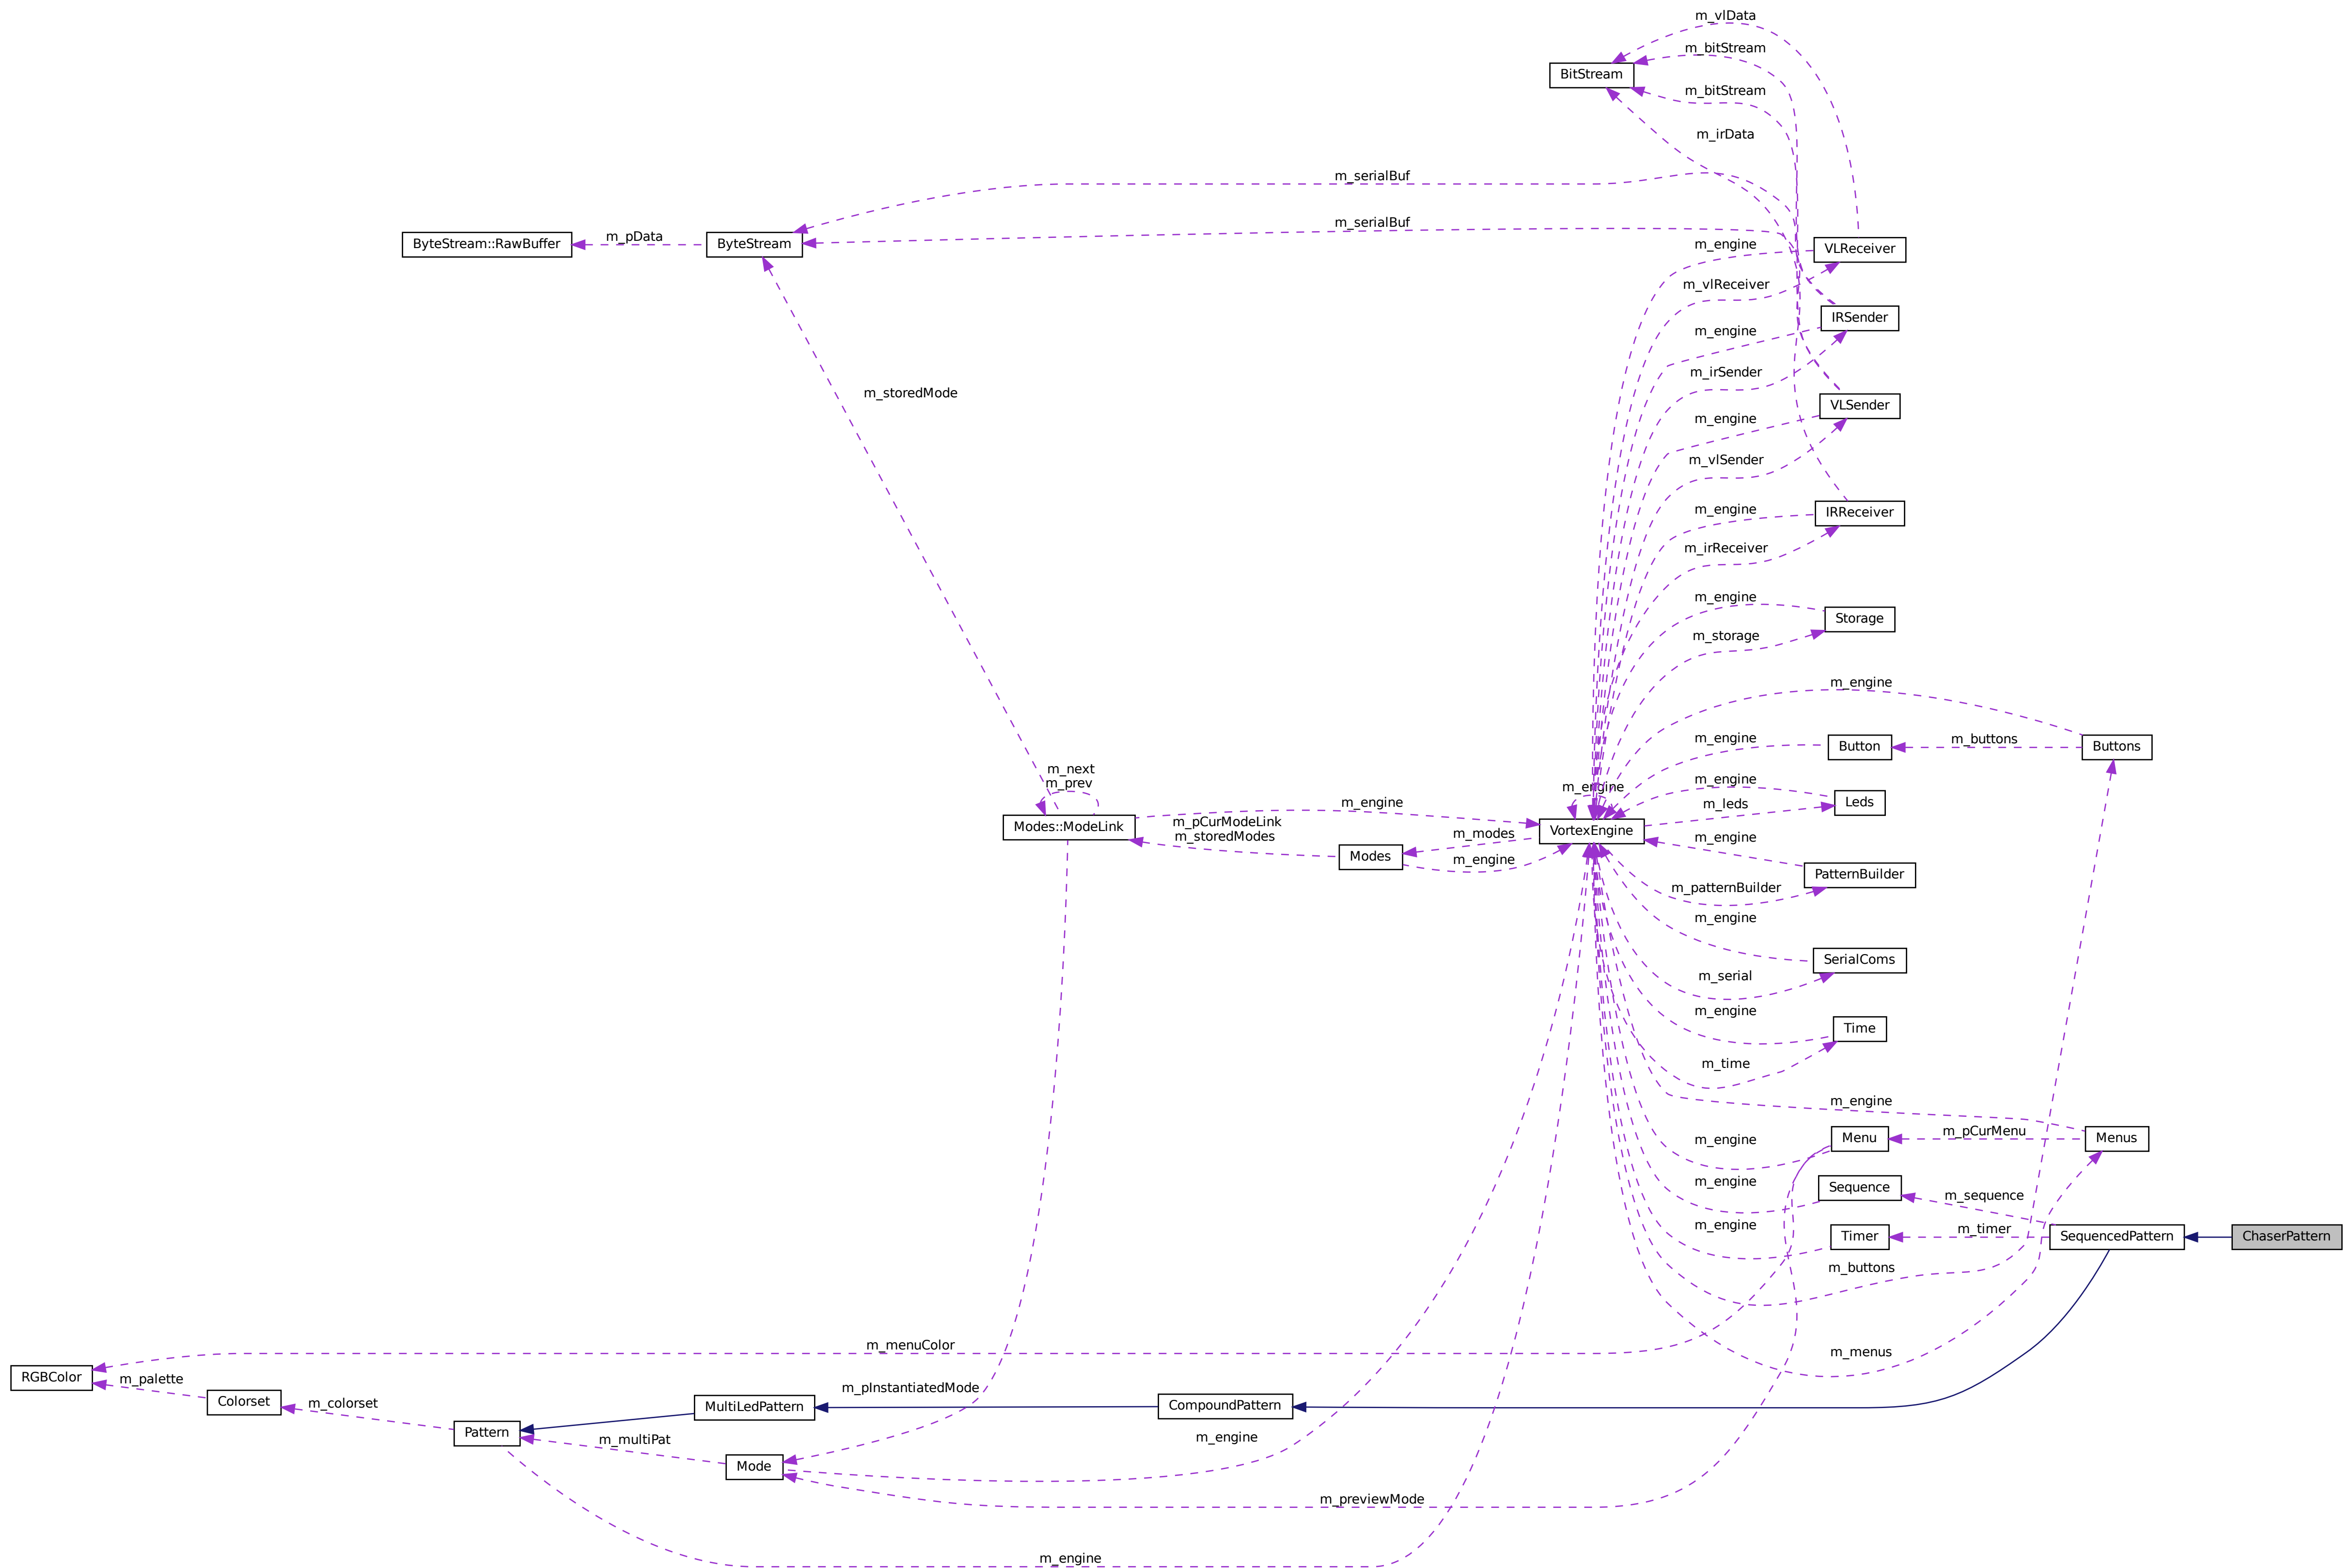 m_vlData
m_bitStream
BitStream
m_bitStream
m_irData
m_serialBuf
m_serialBuf
ByteStream::RawBuffer
m_pData
ByteStream
m_engine
VLReceiver
m_vlReceiver
IRSender
m_engine
m_irSender
m_storedMode
VLSender
m_engine
m_vlSender
m_engine
IRReceiver
m_irReceiver
m_engine
Storage
m_storage
m_engine
m_engine
Button
m_buttons
Buttons
m_next
m_prev
m_engine
m_engine
Leds
m_leds
m_engine
Modes::ModeLink
m_pCurModeLink
m_storedModes
m_modes
VortexEngine
m_engine
Modes
m_engine
PatternBuilder
m_patternBuilder
m_engine
SerialComs
m_serial
m_engine
Time
m_time
m_engine
m_engine
Menu
m_pCurMenu
Menus
m_engine
Sequence
m_sequence
m_engine
Timer
m_timer
SequencedPattern
ChaserPattern
m_buttons
m_menuColor
m_menus
RGBColor
m_palette
Colorset
m_colorset
m_pInstantiatedMode
MultiLedPattern
CompoundPattern
Pattern
m_multiPat
m_engine
Mode
m_previewMode
m_engine